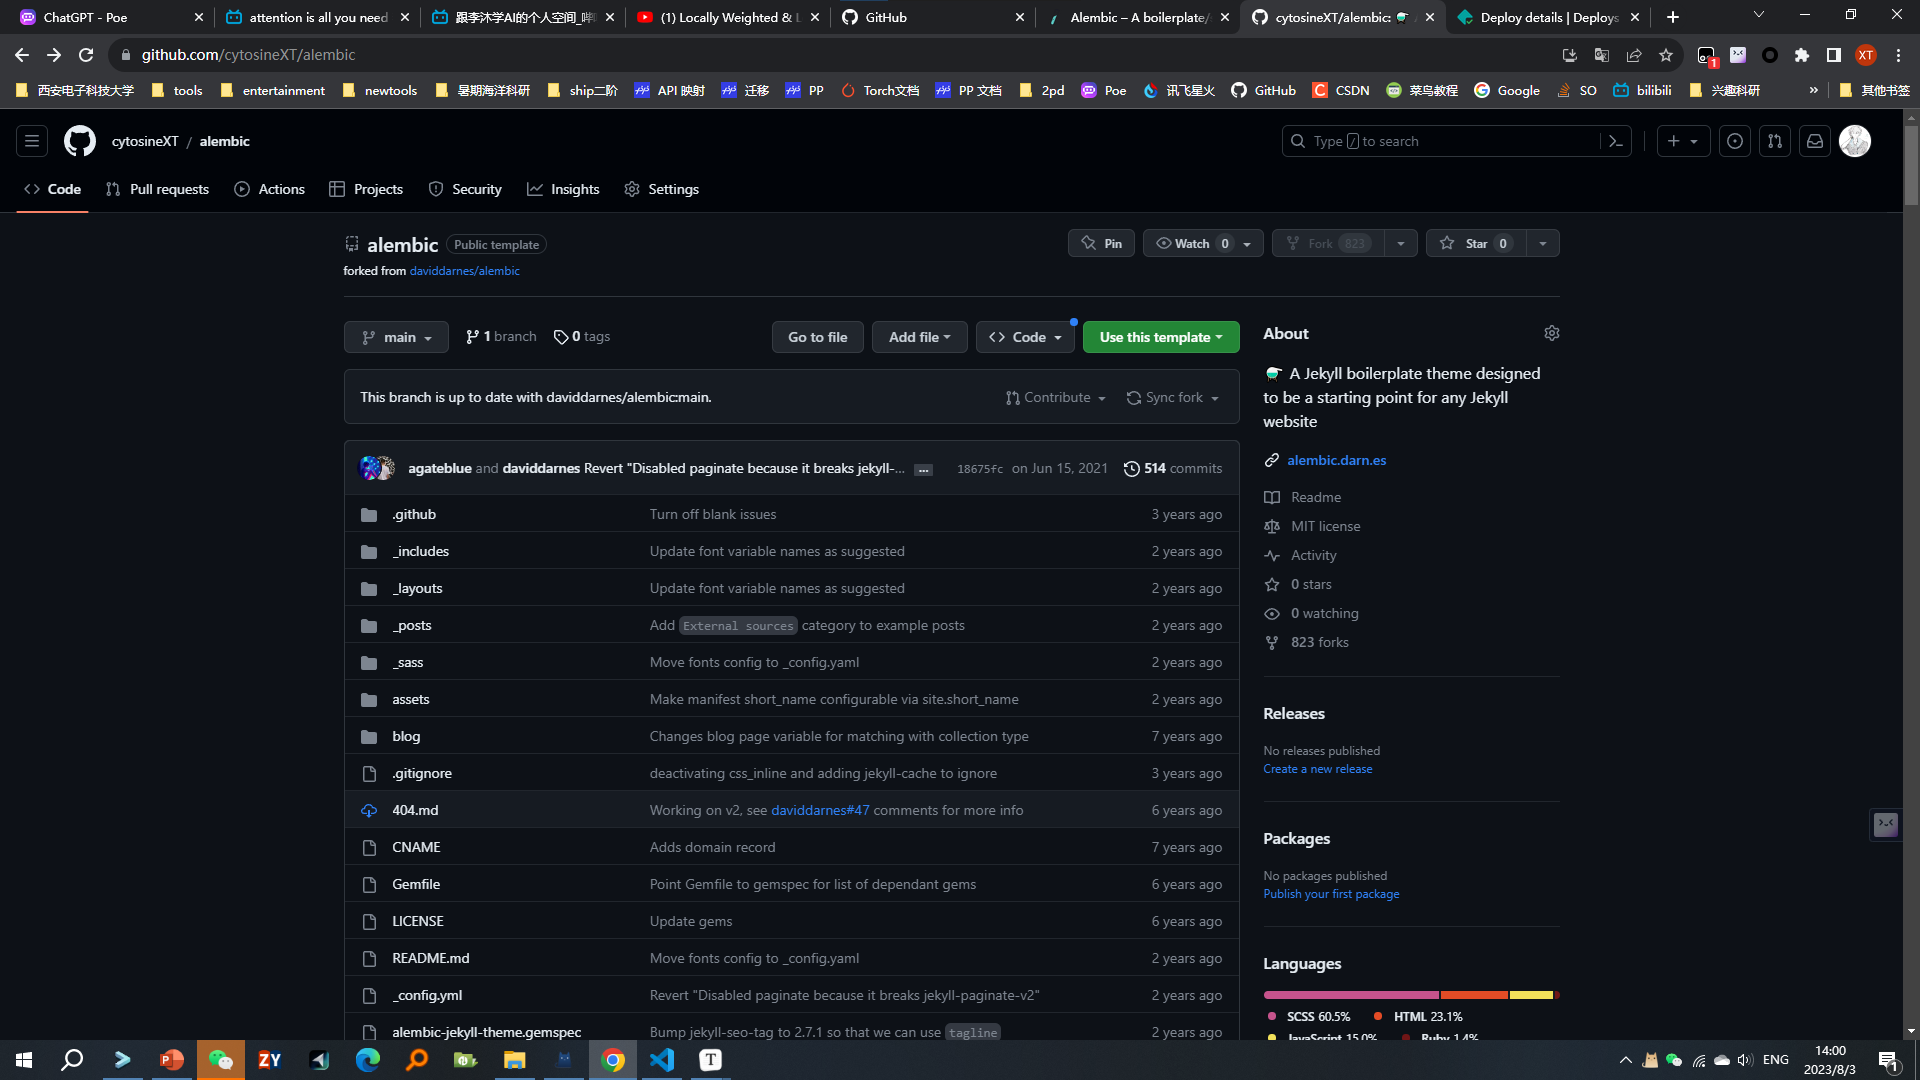 ChatGPT - Poe
attention is all you need
跟李沐学AI的个人空间_哔
(1) Locally Weighted & L
GitHub
Alembic – A boilerplate/
cytosineXT/alembic:
Deploy details | Deploys
github.com/cytosineXT/alembic
1
XT
西安电子科技大学 tools entertainment newtools 暑期海洋科研 ship二阶 API 映射 迁移 PP Torch文档 PP 文档 2pd Poe 讯飞星火 GitHub CSDN 菜鸟教程 Google SO bilibili 兴趣科研 » 其他书签
cytosineXT / alembic
Type / to search
Code Pull requests Actions Projects Security Insights Settings
alembic Public template
Pin Watch 0 Fork 823 Star 0
forked from daviddarnes/alembic
main 1 branch 0 tags Go to file Add file Code Use this template
This branch is up to date with daviddarnes/alembic:main. Contribute Sync fork
agateblue and daviddarnes Revert "Disabled paginate because it breaks jekyll-... ... 18675fc on Jun 15, 2021 514 commits
.github Turn off blank issues 3 years ago
_includes Update font variable names as suggested 2 years ago
_layouts Update font variable names as suggested 2 years ago
_posts Add External sources category to example posts 2 years ago
_sass Move fonts config to _config.yaml 2 years ago
assets Make manifest short_name configurable via site.short_name 2 years ago
blog Changes blog page variable for matching with collection type 7 years ago
.gitignore deactivating css_inline and adding jekyll-cache to ignore 3 years ago
404.md Working on v2, see daviddarnes#47 comments for more info 6 years ago
CNAME Adds domain record 7 years ago
Gemfile Point Gemfile to gemspec for list of dependant gems 6 years ago
LICENSE Update gems 6 years ago
README.md Move fonts config to _config.yaml 2 years ago
_config.yml Revert "Disabled paginate because it breaks jekyll-paginate-v2" 2 years ago
alembic-jekyll-theme.gemspec Bump jekyll-seo-tag to 2.7.1 so that we can use tagline 2 years ago
About
A Jekyll boilerplate theme designed
to be a starting point for any Jekyll
website
alembic.darn.es
Readme
MIT license
Activity
0 stars
0 watching
823 forks
Releases
No releases published
Create a new release
Packages
No packages published
Publish your first package
Languages
SCSS 60.5% HTML 23.1%
JavaScript 15.0% Ruby 1.4%
ZY
T
ENG
14:00
2023/8/3
1